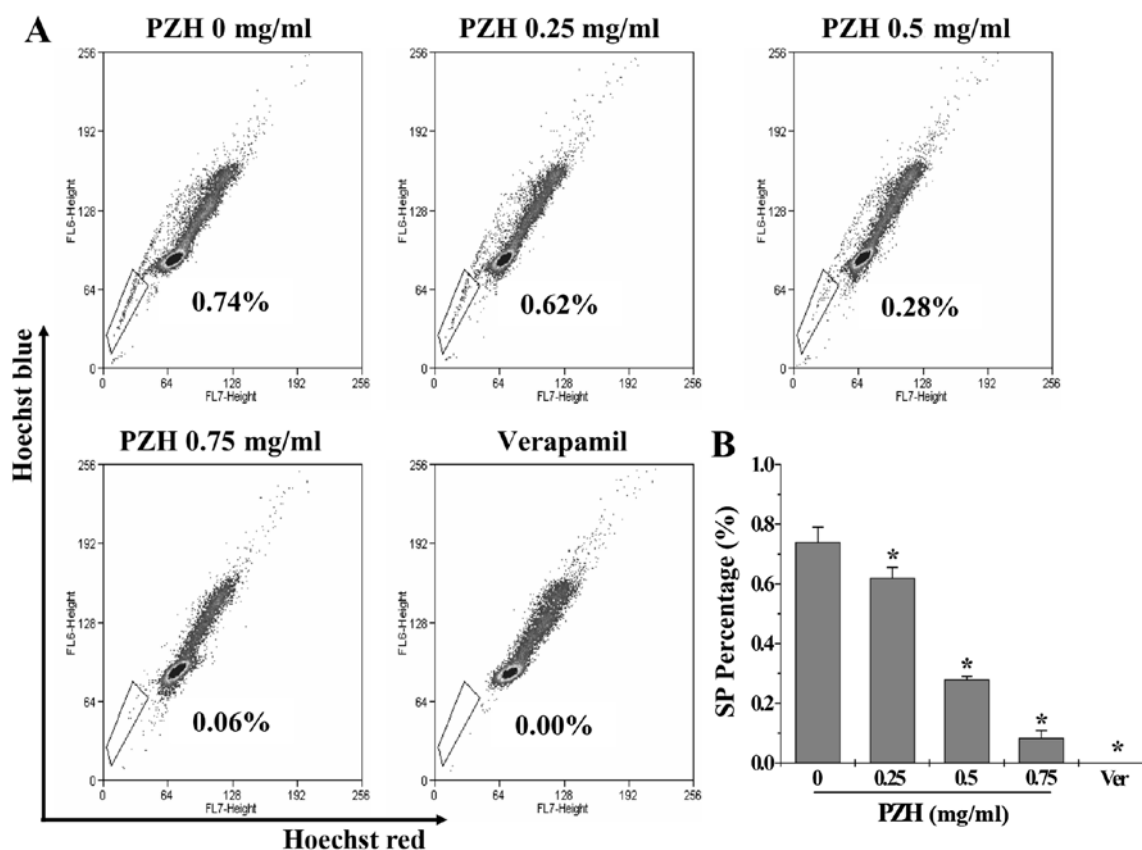 A
PZH 0 mg/ml
PZH 0.25 mg/ml
PZH 0.5 mg/ml
256
192
128
64
0
FL6-Height
0.74%
0 64 128 192 256
FL7-Height
256
192
128
64
0
FL6-Height
0.62%
0 64 128 192 256
FL7-Height
256
192
128
64
0
FL6-Height
0.28%
0 64 128 192 256
FL7-Height
Hoechst blue
PZH 0.75 mg/ml
Verapamil
256
192
128
64
0
FL6-Height
0.06%
0 64 128 192 256
FL7-Height
256
192
128
64
0
FL6-Height
0.00%
0 64 128 192 256
FL7-Height
Hoechst red
B
SP Percentage (%)
1.0
0.8
0.6
0.4
0.2
0.0
*
*
*
*
0 0.25 0.5 0.75 Ver
PZH (mg/ml)